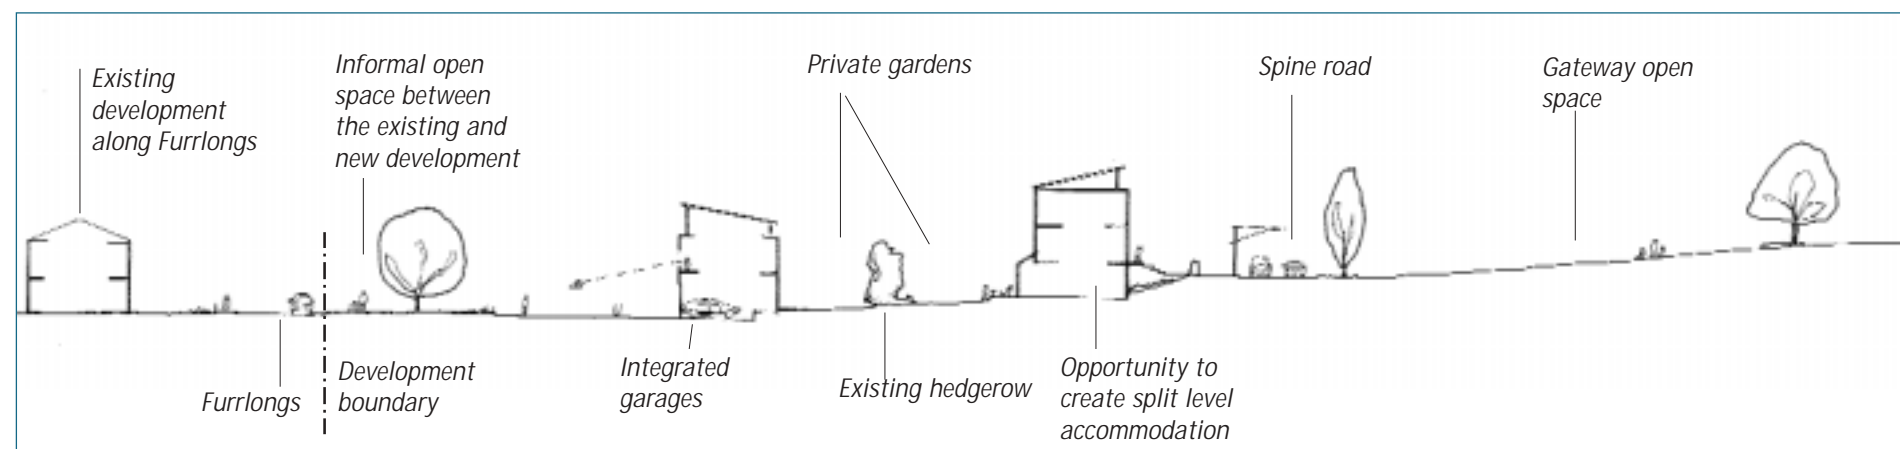 Existing
development
along Furrlongs
Informal open
space between
the existing and
new development
Private gardens
Spine road
Gateway open
space
Furrlongs
Development
boundary
Integrated
garages
Existing hedgerow
Opportunity to
create split level
accommodation